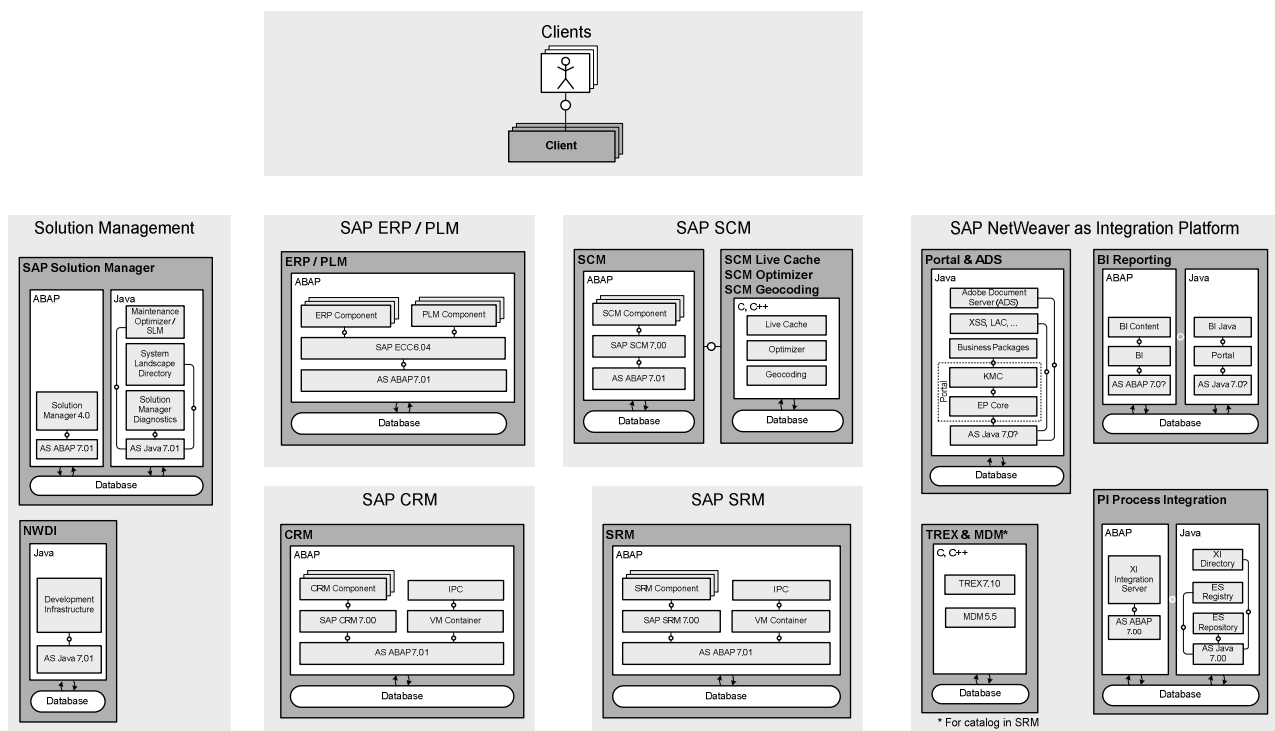 Clients
Client
Solution Management
SAP Solution Manager
ABAP
Java
Maintenance
Optimizer /
SLM
System
Landscape
Directory
Solution
Manager 4.0
Solution
Manager
Diagnostics
AS ABAP 7.01
AS Java 7.01
Database
NWDI
Java
Development
Infrastructure
AS Java 7.01
Database
SAP ERP / PLM
ERP / PLM
ABAP
ERP Component
PLM Component
SAP ECC6.04
AS ABAP 7.01
Database
SAP SCM
SCM
ABAP
SCM Component
SAP SCM 7.00
AS ABAP 7.01
Database
SCM Live Cache
SCM Optimizer
SCM Geocoding
C, C++
Live Cache
Optimizer
Geocoding
Database
SAP CRM
CRM
ABAP
CRM Component
IPC
SAP CRM 7.00
VM Container
AS ABAP 7.01
Database
SAP SRM
SRM
ABAP
SRM Component
IPC
SAP SRM 7.00
VM Container
AS ABAP 7.01
Database
SAP NetWeaver as Integration Platform
Portal & ADS
Java
Adobe Document
Server (ADS)
XSS, LAC, ...
Business Packages
Portal
KMC
EP Core
AS Java 7.0?
Database
BI Reporting
ABAP
Java
BI Content
BI Java
BI
Portal
AS ABAP 7.0?
AS Java 7.0?
Database
TREX & MDM*
C, C++
TREX 7.10
MDM 5.5
Database
* For catalog in SRM
PI Process Integration
ABAP
Java
XI
Integration
Server
AS ABAP
7.00
XI
Directory
ES
Registry
ES
Repository
AS Java
7.00
Database